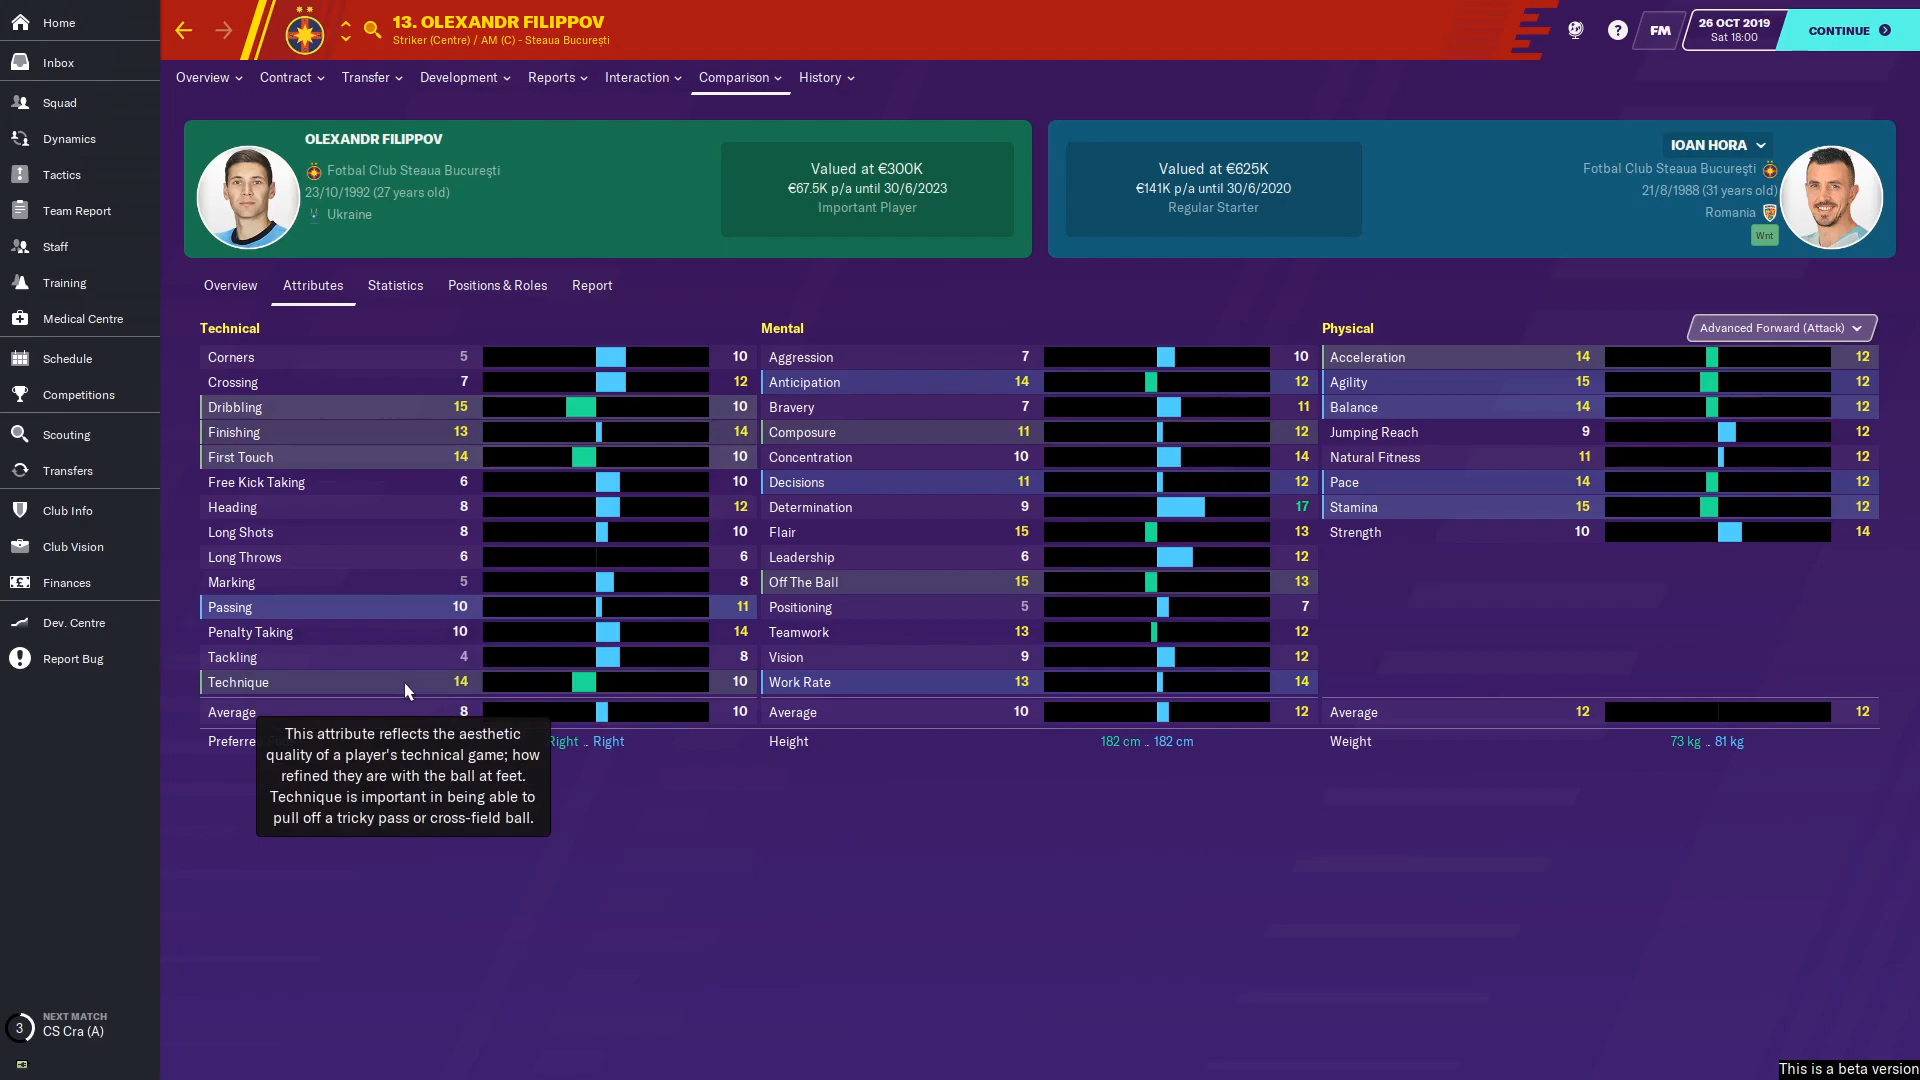 Home
Inbox
Squad
Dynamics
Tactics
Team Report
Staff
Training
Medical Centre
Schedule
Competitions
Scouting
Transfers
Club Info
Club Vision
Finances
Dev. Centre
Report Bug
3
NEXT MATCH
CS Cra (A)
13. OLEXANDR FILIPPOV
Striker (Centre) / AM (C) - Steaua București
?
FM
26 OCT 2019
Sat 18:00
CONTINUE
Overview Contract Transfer Development Reports Interaction Comparison History
OLEXANDR FILIPPOV
Fotbal Club Steaua București
23/10/1992 (27 years old)
Ukraine
Valued at €300K
€67.5K p/a until 30/6/2023
Important Player
Valued at €625K
€141K p/a until 30/6/2020
Regular Starter
IOAN HORA
Fotbal Club Steaua București
21/8/1988 (31 years old)
Romania
Wnt
Overview Attributes Statistics Positions & Roles Report
Technical
Corners 5 10
Crossing 7 12
Dribbling 15 10
Finishing 13 14
First Touch 14 10
Free Kick Taking 6 10
Heading 8 12
Long Shots 8 10
Long Throws 6 6
Marking 5 8
Passing 10 11
Penalty Taking 10 14
Tackling 4 8
Technique 14 10
Average 8 10
Right .. Right
This attribute reflects the aesthetic
quality of a player's technical game; how
refined they are with the ball at feet.
Technique is important in being able to
pull off a tricky pass or cross-field ball.
Mental
Aggression 7 10
Anticipation 14 12
Bravery 7 11
Composure 11 12
Concentration 10 14
Decisions 11 12
Determination 9 17
Flair 15 13
Leadership 6 12
Off The Ball 15 13
Positioning 5 7
Teamwork 13 12
Vision 9 12
Work Rate 13 14
Average 10 12
Height 182 cm .. 182 cm
Physical
Advanced Forward (Attack)
Acceleration 14 12
Agility 15 12
Balance 14 12
Jumping Reach 9 12
Natural Fitness 11 12
Pace 14 12
Stamina 15 12
Strength 10 14
Average 12 12
Weight 73 kg .. 81 kg
This is a beta version